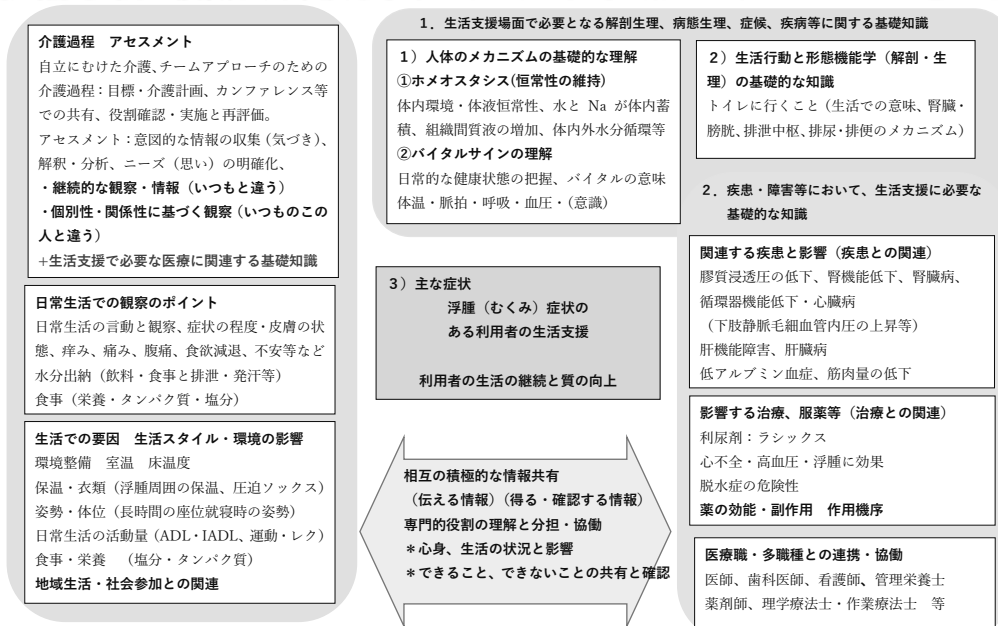 介護過程　アセスメント
自立にむけた介護、チームアプローチのための
介護過程：目標・介護計画、カンファレンス等
での共有、役割確認・実施と再評価。
アセスメント：意図的な情報の収集（気づき）、
解釈・分析、ニーズ（思い）の明確化、
・継続的な観察・情報（いつもと違う）
・個別性・関係性に基づく観察（いつものこの
人と違う）
+生活支援で必要な医療に関連する基礎知識
日常生活での観察のポイント
日常生活の言動と観察、症状の程度・皮膚の状
態、痒み、痛み、腹痛、食欲減退、不安等など
水分出納（飲料・食事と排泄・発汗等）
食事（栄養・タンパク質・塩分）
生活での要因　生活スタイル・環境の影響
環境整備　室温　床温度
保温・衣類（浮腫周囲の保温、圧迫ソックス）
姿勢・体位（長時間の座位就寝時の姿勢）
日常生活の活動量（ADL・IADL、運動・レク）
食事・栄養　（塩分・タンパク質）
地域生活・社会参加との関連
１．生活支援場面で必要となる解剖生理、病態生理、症候、疾病等に関する基礎知識
１）人体のメカニズムの基礎的な理解
①ホメオスタシス(恒常性の維持)
体内環境・体液恒常性、水と Na が体内蓄
積、組織間質液の増加、体内外水分循環等
②バイタルサインの理解
日常的な健康状態の把握、バイタルの意味
体温・脈拍・呼吸・血圧・（意識）
２）生活行動と形態機能学（解剖・生
理）の基礎的な知識
トイレに行くこと（生活での意味、腎臓・
膀胱、排泄中枢、排尿・排便のメカニズム）
３）主な症状
浮腫（むくみ）症状の
ある利用者の生活支援
利用者の生活の継続と質の向上
相互の積極的な情報共有
（伝える情報）（得る・確認する情報）
専門的役割の理解と分担・協働
＊心身、生活の状況と影響
＊できること、できないことの共有と確認
２．疾患・障害等において、生活支援に必要な
基礎的な知識
関連する疾患と影響（疾患との関連）
膠質浸透圧の低下、腎機能低下、腎臓病、
循環器機能低下・心臓病
（下肢静脈毛細血管内圧の上昇等）
肝機能障害、肝臓病
低アルブミン血症、筋肉量の低下
影響する治療、服薬等（治療との関連）
利尿剤：ラシックス
心不全・高血圧・浮腫に効果
脱水症の危険性
薬の効能・副作用　作用機序
医療職・多職種との連携・協働
医師、歯科医師、看護師、管理栄養士
薬剤師、理学療法士・作業療法士　等